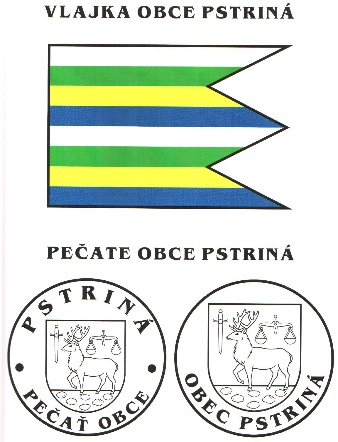 VLAJKA OBCE PSTRINÁ
PEČATE OBCE PSTRINÁ
PSTRINÁ
• PEČAŤ OBCE •
OBEC PSTRINÁ